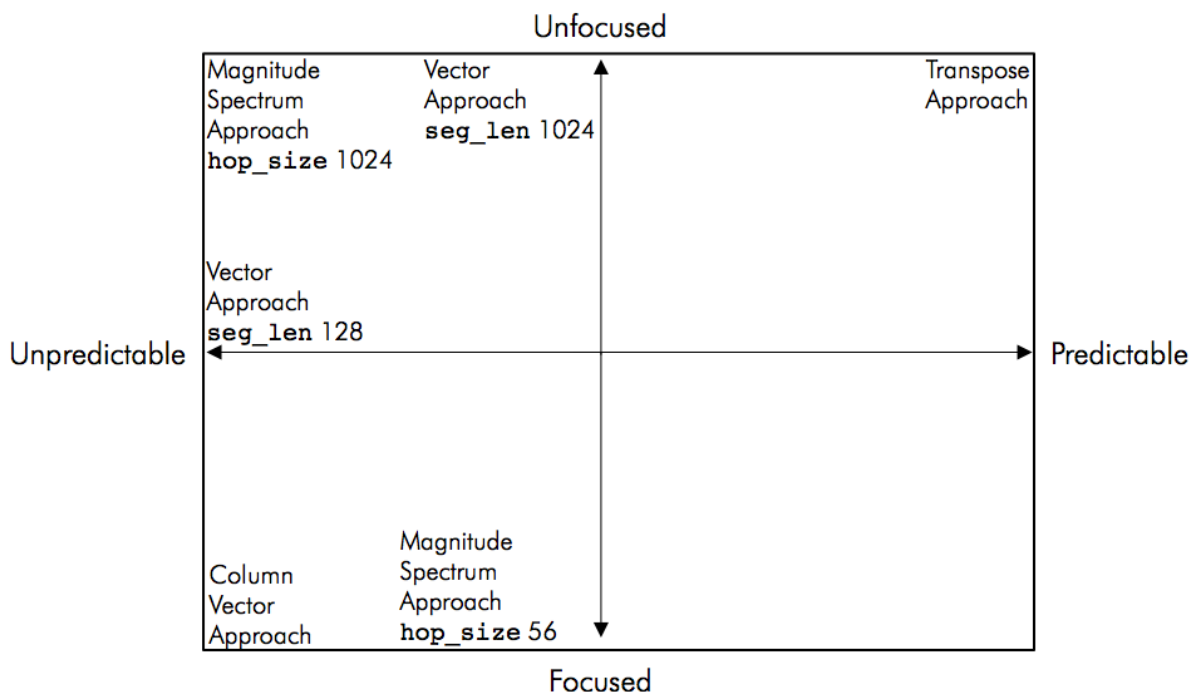 Unfocused
Magnitude
Spectrum
Approach
hop_size 1024
Vector
Approach
seg_len 1024
Transpose
Approach
Vector
Approach
seg_len 128
Unpredictable
Predictable
Column
Vector
Approach
Magnitude
Spectrum
Approach
hop_size 56
Focused